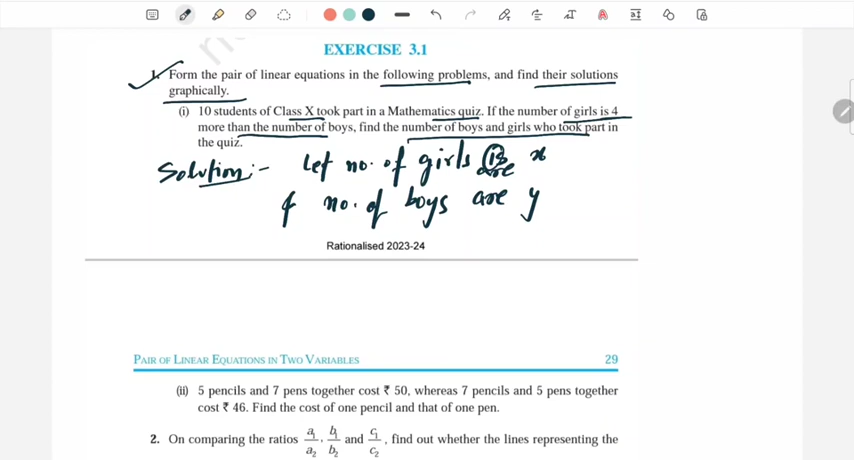 EXERCISE 3.1
1. Form the pair of linear equations in the following problems, and find their solutions
graphically.
(i) 10 students of Class X took part in a Mathematics quiz. If the number of girls is 4
more than the number of boys, find the number of boys and girls who took part in
the quiz.
Solution :- Let no. of girls are x
& no. of boys are y
Rationalised 2023-24
PAIR OF LINEAR EQUATIONS IN TWO VARIABLES 29
(ii) 5 pencils and 7 pens together cost ₹ 50, whereas 7 pencils and 5 pens together
cost ₹ 46. Find the cost of one pencil and that of one pen.
2. On comparing the ratios a₁/a₂, b₁/b₂ and c₁/c₂, find out whether the lines representing the